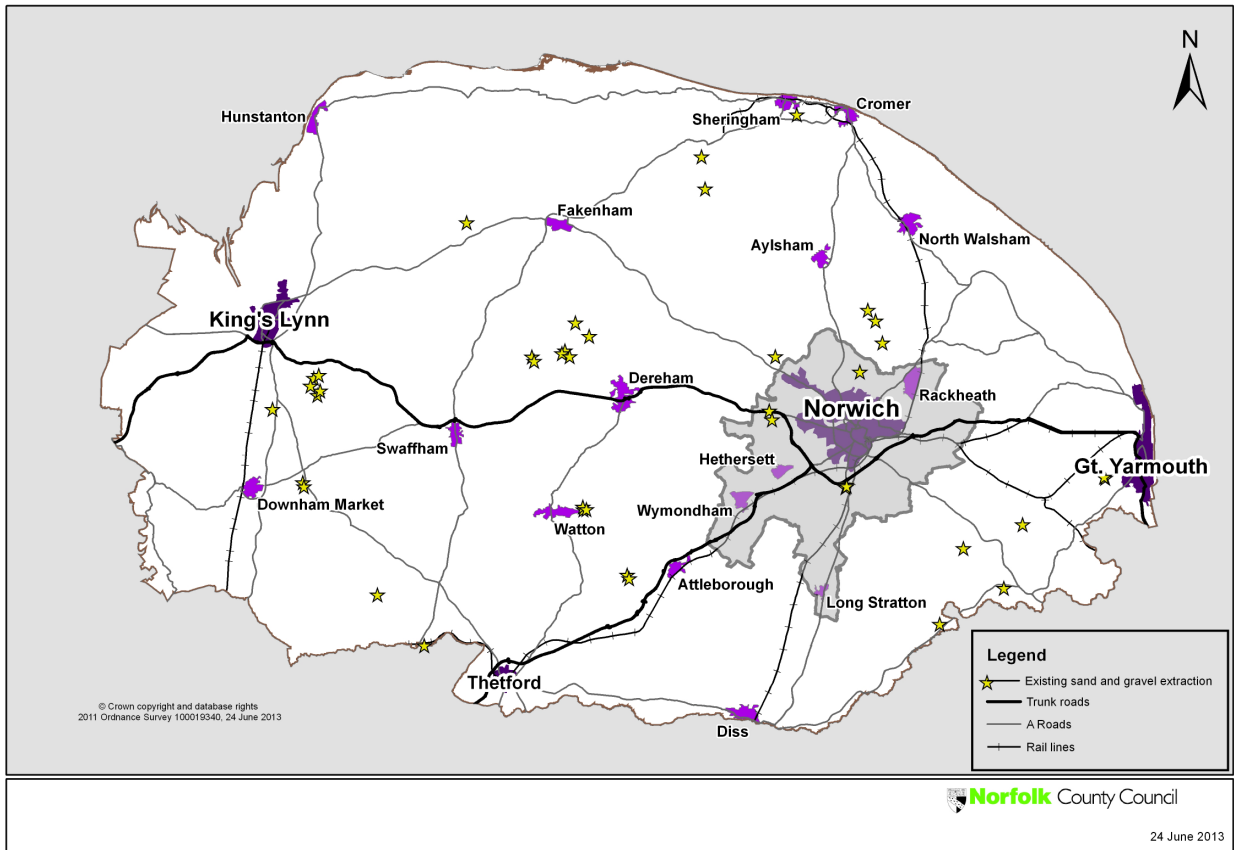 N
Hunstanton
Sheringham
Cromer
Fakenham
North Walsham
Aylsham
King's Lynn
Dereham
Rackheath
Norwich
Swaffham
Hethersett
Gt. Yarmouth
Downham Market
Wymondham
Watton
Attleborough
Long Stratton
Thetford
Diss
© Crown copyright and database rights
2011 Ordnance Survey 100019340, 24 June 2013
Legend
Existing sand and gravel extraction
Trunk roads
A Roads
Rail lines
Norfolk County Council
24 June 2013